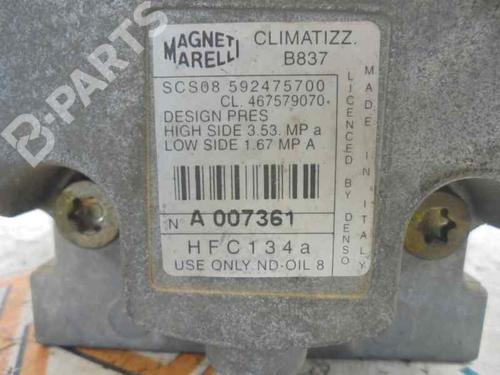 B-PARTS
MAGNETI
MARELLI
CLIMATIZZ.
B837
SCS08 592475700
CL. 467579070
DESIGN PRES
HIGH SIDE 3.53. MP a
LOW SIDE 1.67 MP A
N° A 007361
HFC134a
USE ONLY ND-OIL 8
LICENCED BY DENSO
MADE IN ITALY